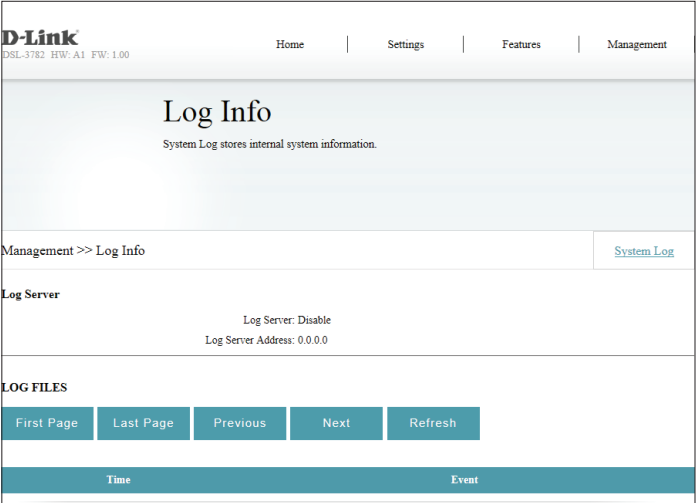 D-Link
DSL-3782 HW: A1 FW: 1.00
Home Settings Features Management
Log Info
System Log stores internal system information.
Management >> Log Info System Log
Log Server
Log Server: Disable
Log Server Address: 0.0.0.0
LOG FILES
First Page Last Page Previous Next Refresh
Time Event